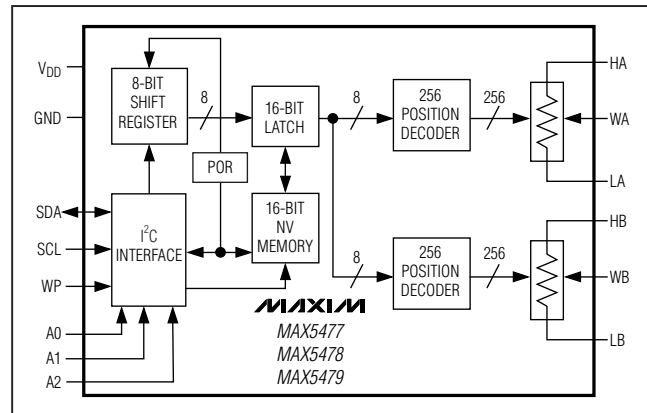 VDD
GND
SDA
SCL
WP
A0
A1
A2
8-BIT
SHIFT
REGISTER
8
16-BIT
LATCH
POR
I2C
INTERFACE
16-BIT
NV
MEMORY
8
256
POSITION
DECODER
256
8
256
POSITION
DECODER
256
HA
WA
LA
HB
WB
LB
MAXIM
MAX5477
MAX5478
MAX5479